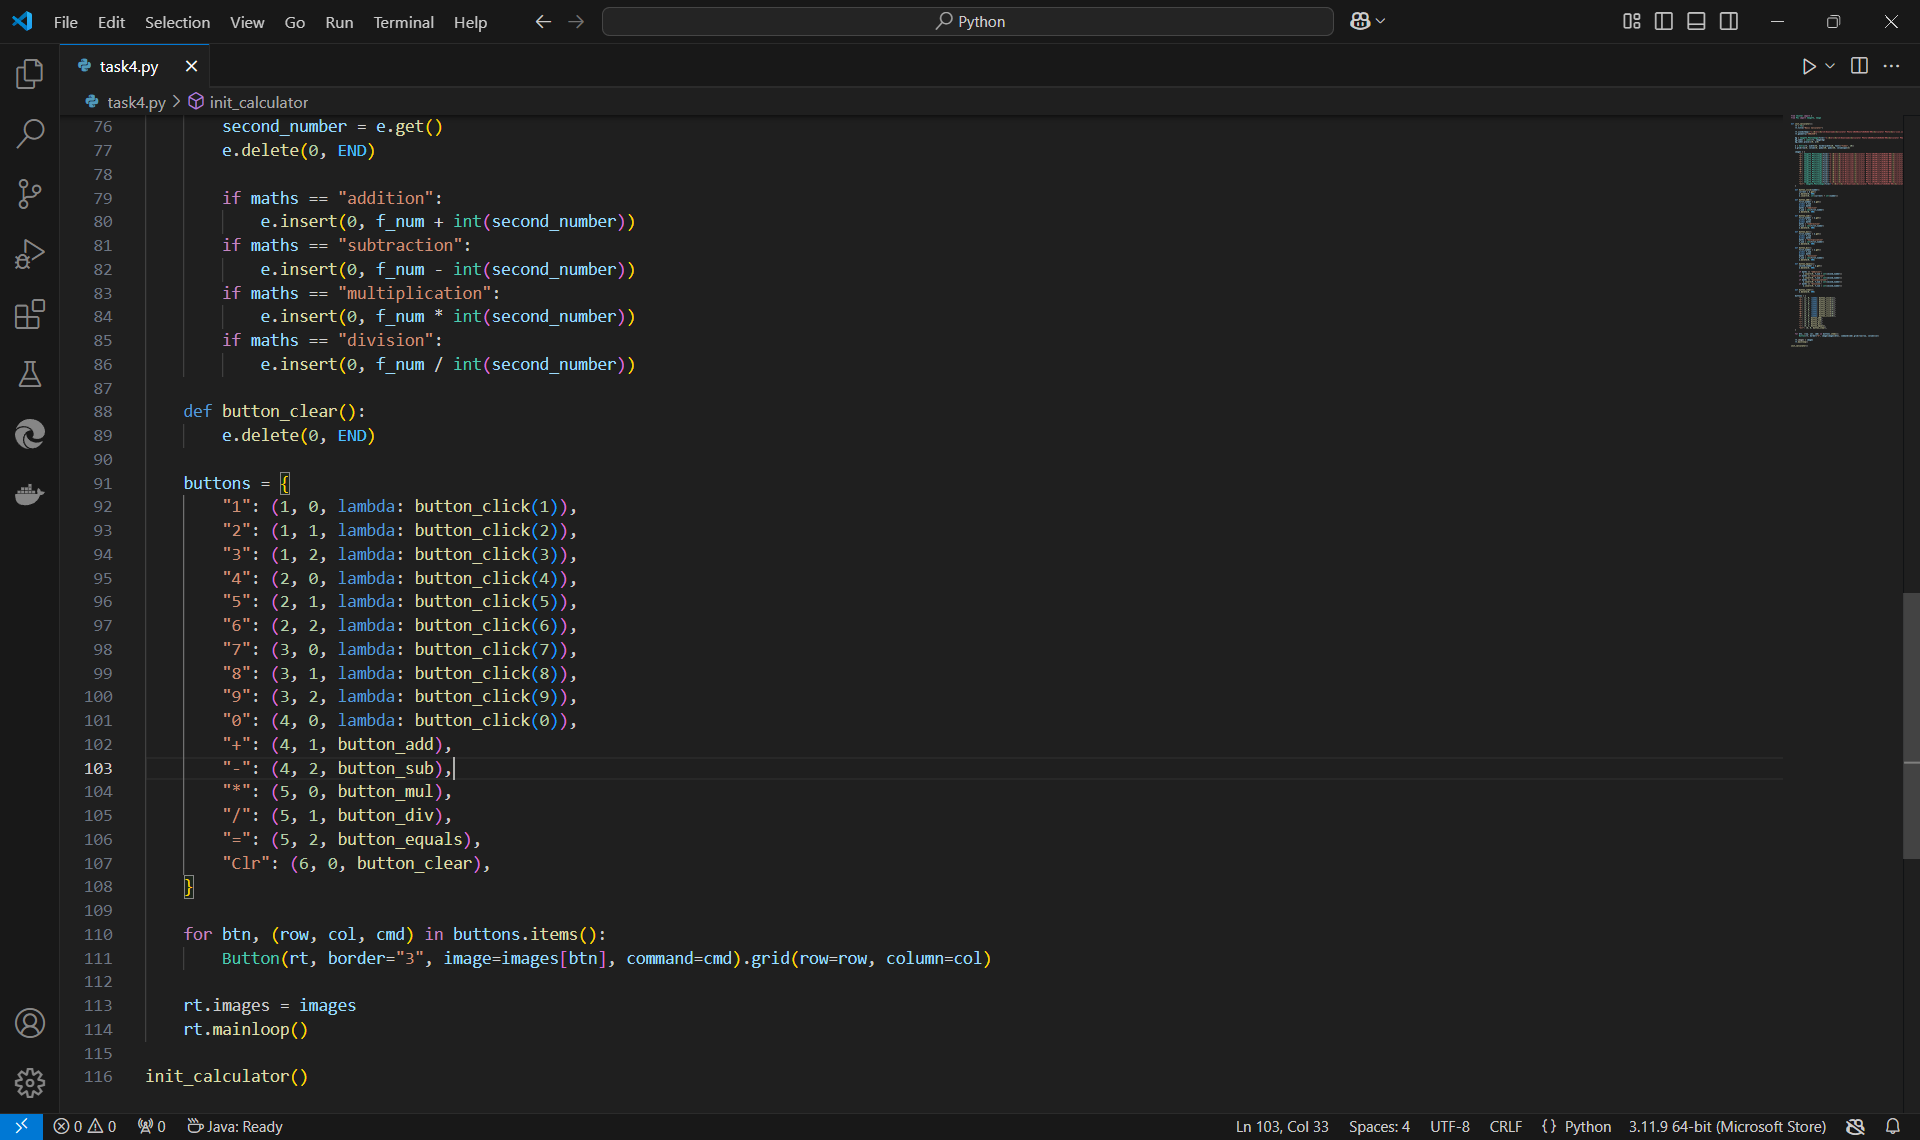 File Edit Selection View Go Run Terminal Help Python
task4.py
task4.py > init_calculator
76 second_number = e.get()
77 e.delete(0, END)
78
79 if maths == "addition":
80 e.insert(0, f_num + int(second_number))
81 if maths == "subtraction":
82 e.insert(0, f_num - int(second_number))
83 if maths == "multiplication":
84 e.insert(0, f_num * int(second_number))
85 if maths == "division":
86 e.insert(0, f_num / int(second_number))
87
88 def button_clear():
89 e.delete(0, END)
90
91 buttons = {
92 "1": (1, 0, lambda: button_click(1)),
93 "2": (1, 1, lambda: button_click(2)),
94 "3": (1, 2, lambda: button_click(3)),
95 "4": (2, 0, lambda: button_click(4)),
96 "5": (2, 1, lambda: button_click(5)),
97 "6": (2, 2, lambda: button_click(6)),
98 "7": (3, 0, lambda: button_click(7)),
99 "8": (3, 1, lambda: button_click(8)),
100 "9": (3, 2, lambda: button_click(9)),
101 "0": (4, 0, lambda: button_click(0)),
102 "+": (4, 1, button_add),
103 "-": (4, 2, button_sub),
104 "*": (5, 0, button_mul),
105 "/": (5, 1, button_div),
106 "=": (5, 2, button_equals),
107 "Clr": (6, 0, button_clear),
108 }
109
110 for btn, (row, col, cmd) in buttons.items():
111 Button(rt, border="3", image=images[btn], command=cmd).grid(row=row, column=col)
112
113 rt.images = images
114 rt.mainloop()
115
116 init_calculator()
0 0 0 Java: Ready Ln 103, Col 33 Spaces: 4 UTF-8 CRLF {} Python 3.11.9 64-bit (Microsoft Store)